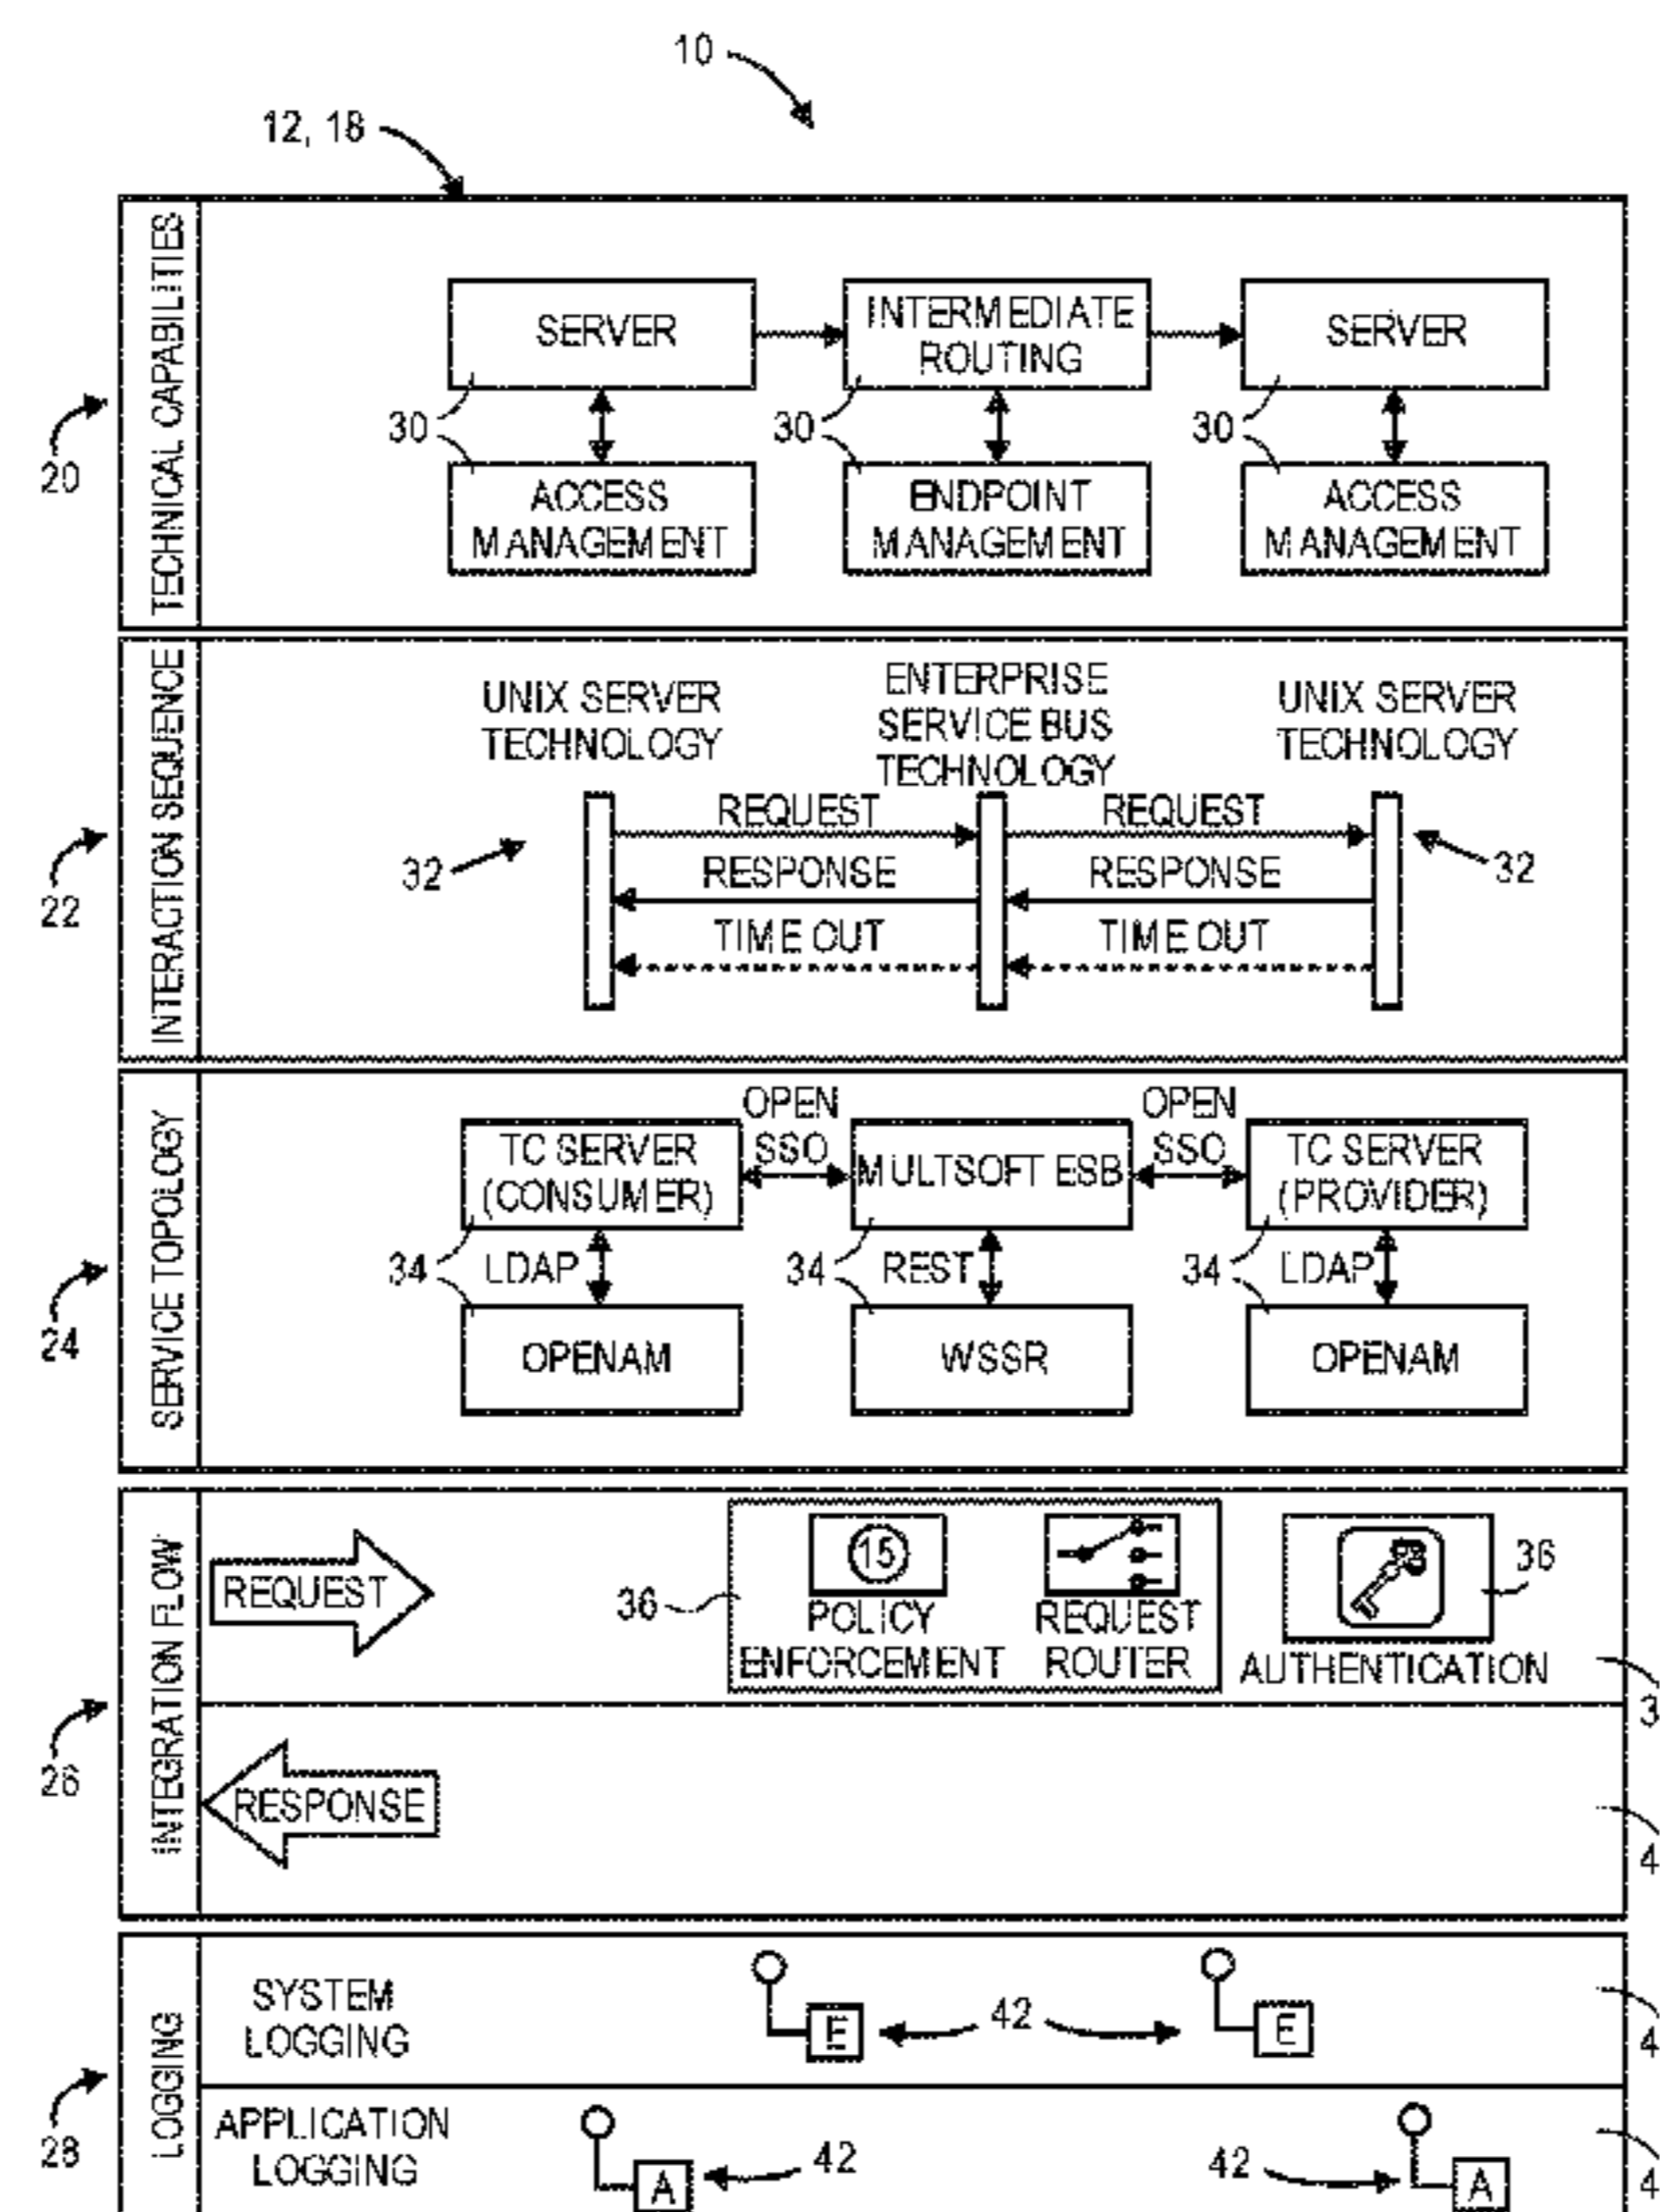 10
12, 18
TECHNICAL CAPABILITIES
20
SERVER
INTERMEDIATE
ROUTING
SERVER
30
30
30
ACCESS
MANAGEMENT
ENDPOINT
MANAGEMENT
ACCESS
MANAGEMENT
INTERACTION SEQUENCE
22
UNIX SERVER
TECHNOLOGY
ENTERPRISE
SERVICE BUS
TECHNOLOGY
UNIX SERVER
TECHNOLOGY
REQUEST
REQUEST
32
RESPONSE
RESPONSE
32
TIME OUT
TIME OUT
SERVICE TOPOLOGY
24
TC SERVER
(CONSUMER)
OPEN
SSO
MULTSOFT ESB
OPEN
SSO
TC SERVER
(PROVIDER)
34
LDAP
34
REST
34
LDAP
OPENAM
WSSR
OPENAM
INTEGRATION FLOW
26
REQUEST
36
15
POLICY
ENFORCEMENT
REQUEST
ROUTER
AUTHENTICATION
36
3
RESPONSE
4
LOGGING
28
SYSTEM
LOGGING
E
42
E
4
APPLICATION
LOGGING
A
42
42
A
4